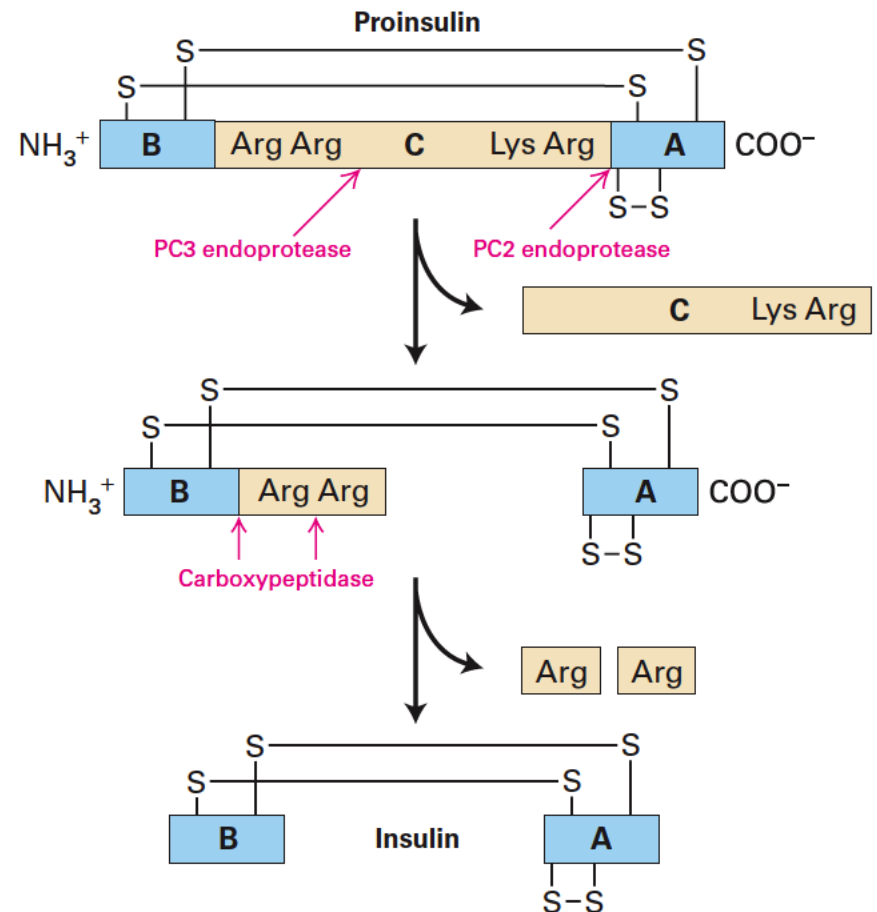 Proinsulin
S S
S S
NH₃⁺ B Arg Arg C Lys Arg A COO⁻
S–S
PC3 endoprotease PC2 endoprotease
C Lys Arg
S S
S S
NH₃⁺ B Arg Arg A COO⁻
S–S
Carboxypeptidase
Arg Arg
S S
S S
B Insulin A
S–S